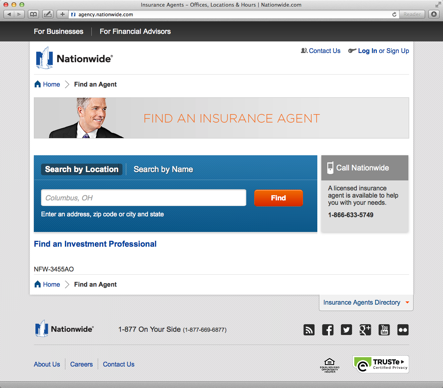 Insurance Agents – Offices, Locations & Hours | Nationwide.com
agency.nationwide.com
Reader
For Businesses
For Financial Advisors
Nationwide®
Contact Us
Log In or Sign Up
Home
Find an Agent
FIND AN INSURANCE AGENT
Search by Location
Search by Name
Columbus, OH
Find
Enter an address, zip code or city and state
Call Nationwide
A licensed insurance
agent is available to help
you with your needs.
1-866-633-5749
Find an Investment Professional
NFW-3455AO
Home
Find an Agent
Insurance Agents Directory
Nationwide®
1-877 On Your Side (1-877-669-6877)
f
g+
You
Tube
About Us
Careers
Contact Us
TRUSTe
Certified Privacy